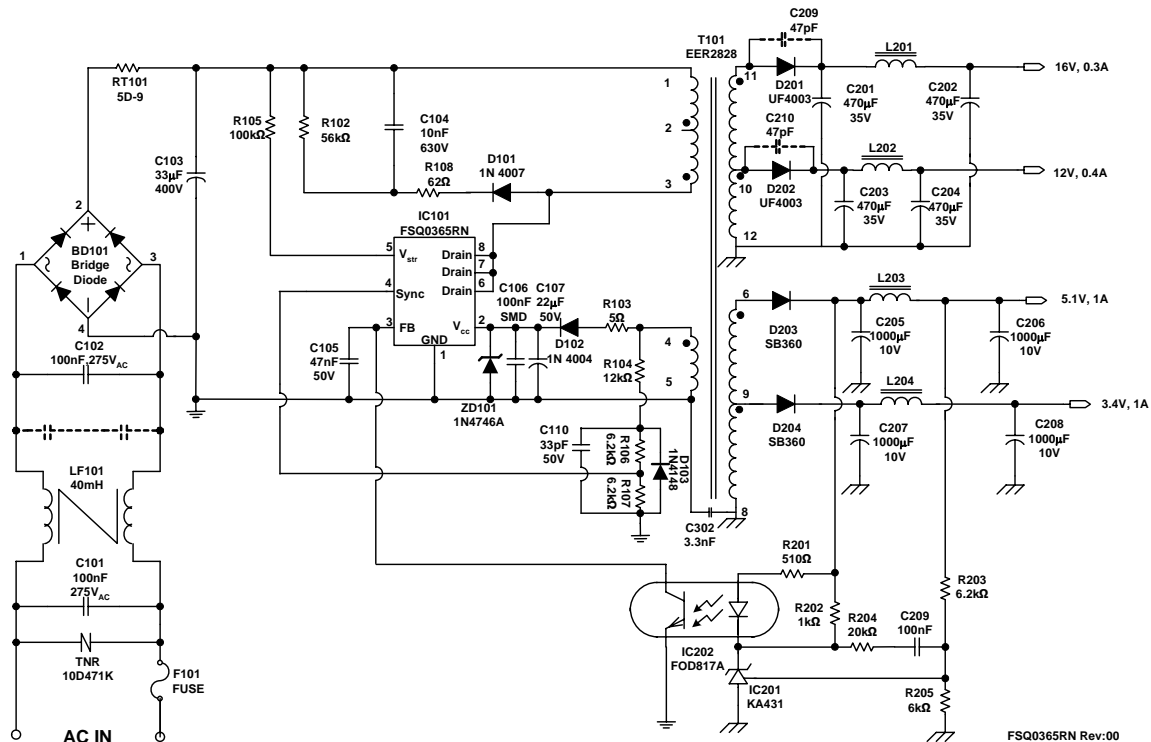 C209
47pF
T101
EER2828
L201
16V, 0.3A
RT101
5D-9
1
11
D201
UF4003
C201
470µF
35V
C202
470µF
35V
R105
100kΩ
R102
56kΩ
C104
10nF
630V
2
C210
47pF
L202
12V, 0.4A
C103
33µF
400V
R108
62Ω
D101
1N 4007
3
10
D202
UF4003
C203
470µF
35V
C204
470µF
35V
2
IC101
FSQ0365RN
12
1
BD101
Bridge
Diode
3
4
5
Vstr
Drain
8
Drain
7
Drain
6
4
Sync
3
FB
Vcc
2
GND
1
C106
100nF
SMD
C107
22µF
50V
R103
5Ω
D102
1N 4004
6
L203
5.1V, 1A
D203
SB360
C205
1000µF
10V
C206
1000µF
10V
C102
100nF,275VAC
C105
47nF
50V
R104
12kΩ
4
5
ZD101
1N4746A
9
L204
3.4V, 1A
D204
SB360
C207
1000µF
10V
C208
1000µF
10V
C110
33pF
50V
R106
6.2kΩ
R107
6.2kΩ
D103
1N4148
LF101
40mH
C302
3.3nF
8
C101
100nF
275VAC
R201
510Ω
R203
6.2kΩ
R202
1kΩ
R204
20kΩ
C209
100nF
TNR
10D471K
F101
FUSE
IC202
FOD817A
IC201
KA431
R205
6kΩ
AC IN
FSQ0365RN Rev:00